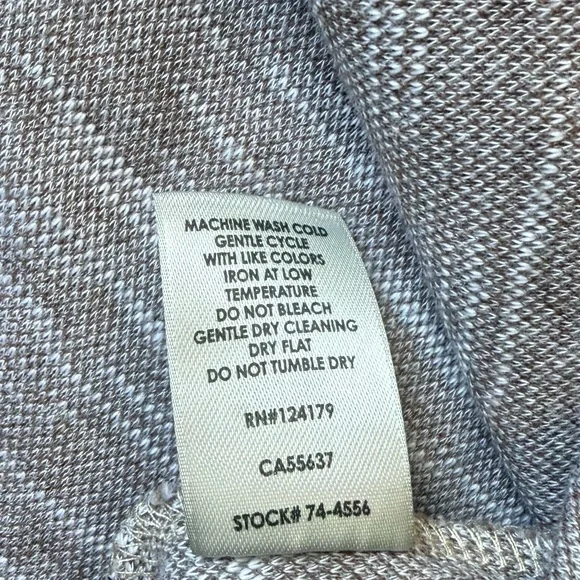 MACHINE WASH COLD
GENTLE CYCLE
WITH LIKE COLORS
IRON AT LOW
TEMPERATURE
DO NOT BLEACH
GENTLE DRY CLEANING
DRY FLAT
DO NOT TUMBLE DRY
RN#124179
CA55637
STOCK# 74-4556